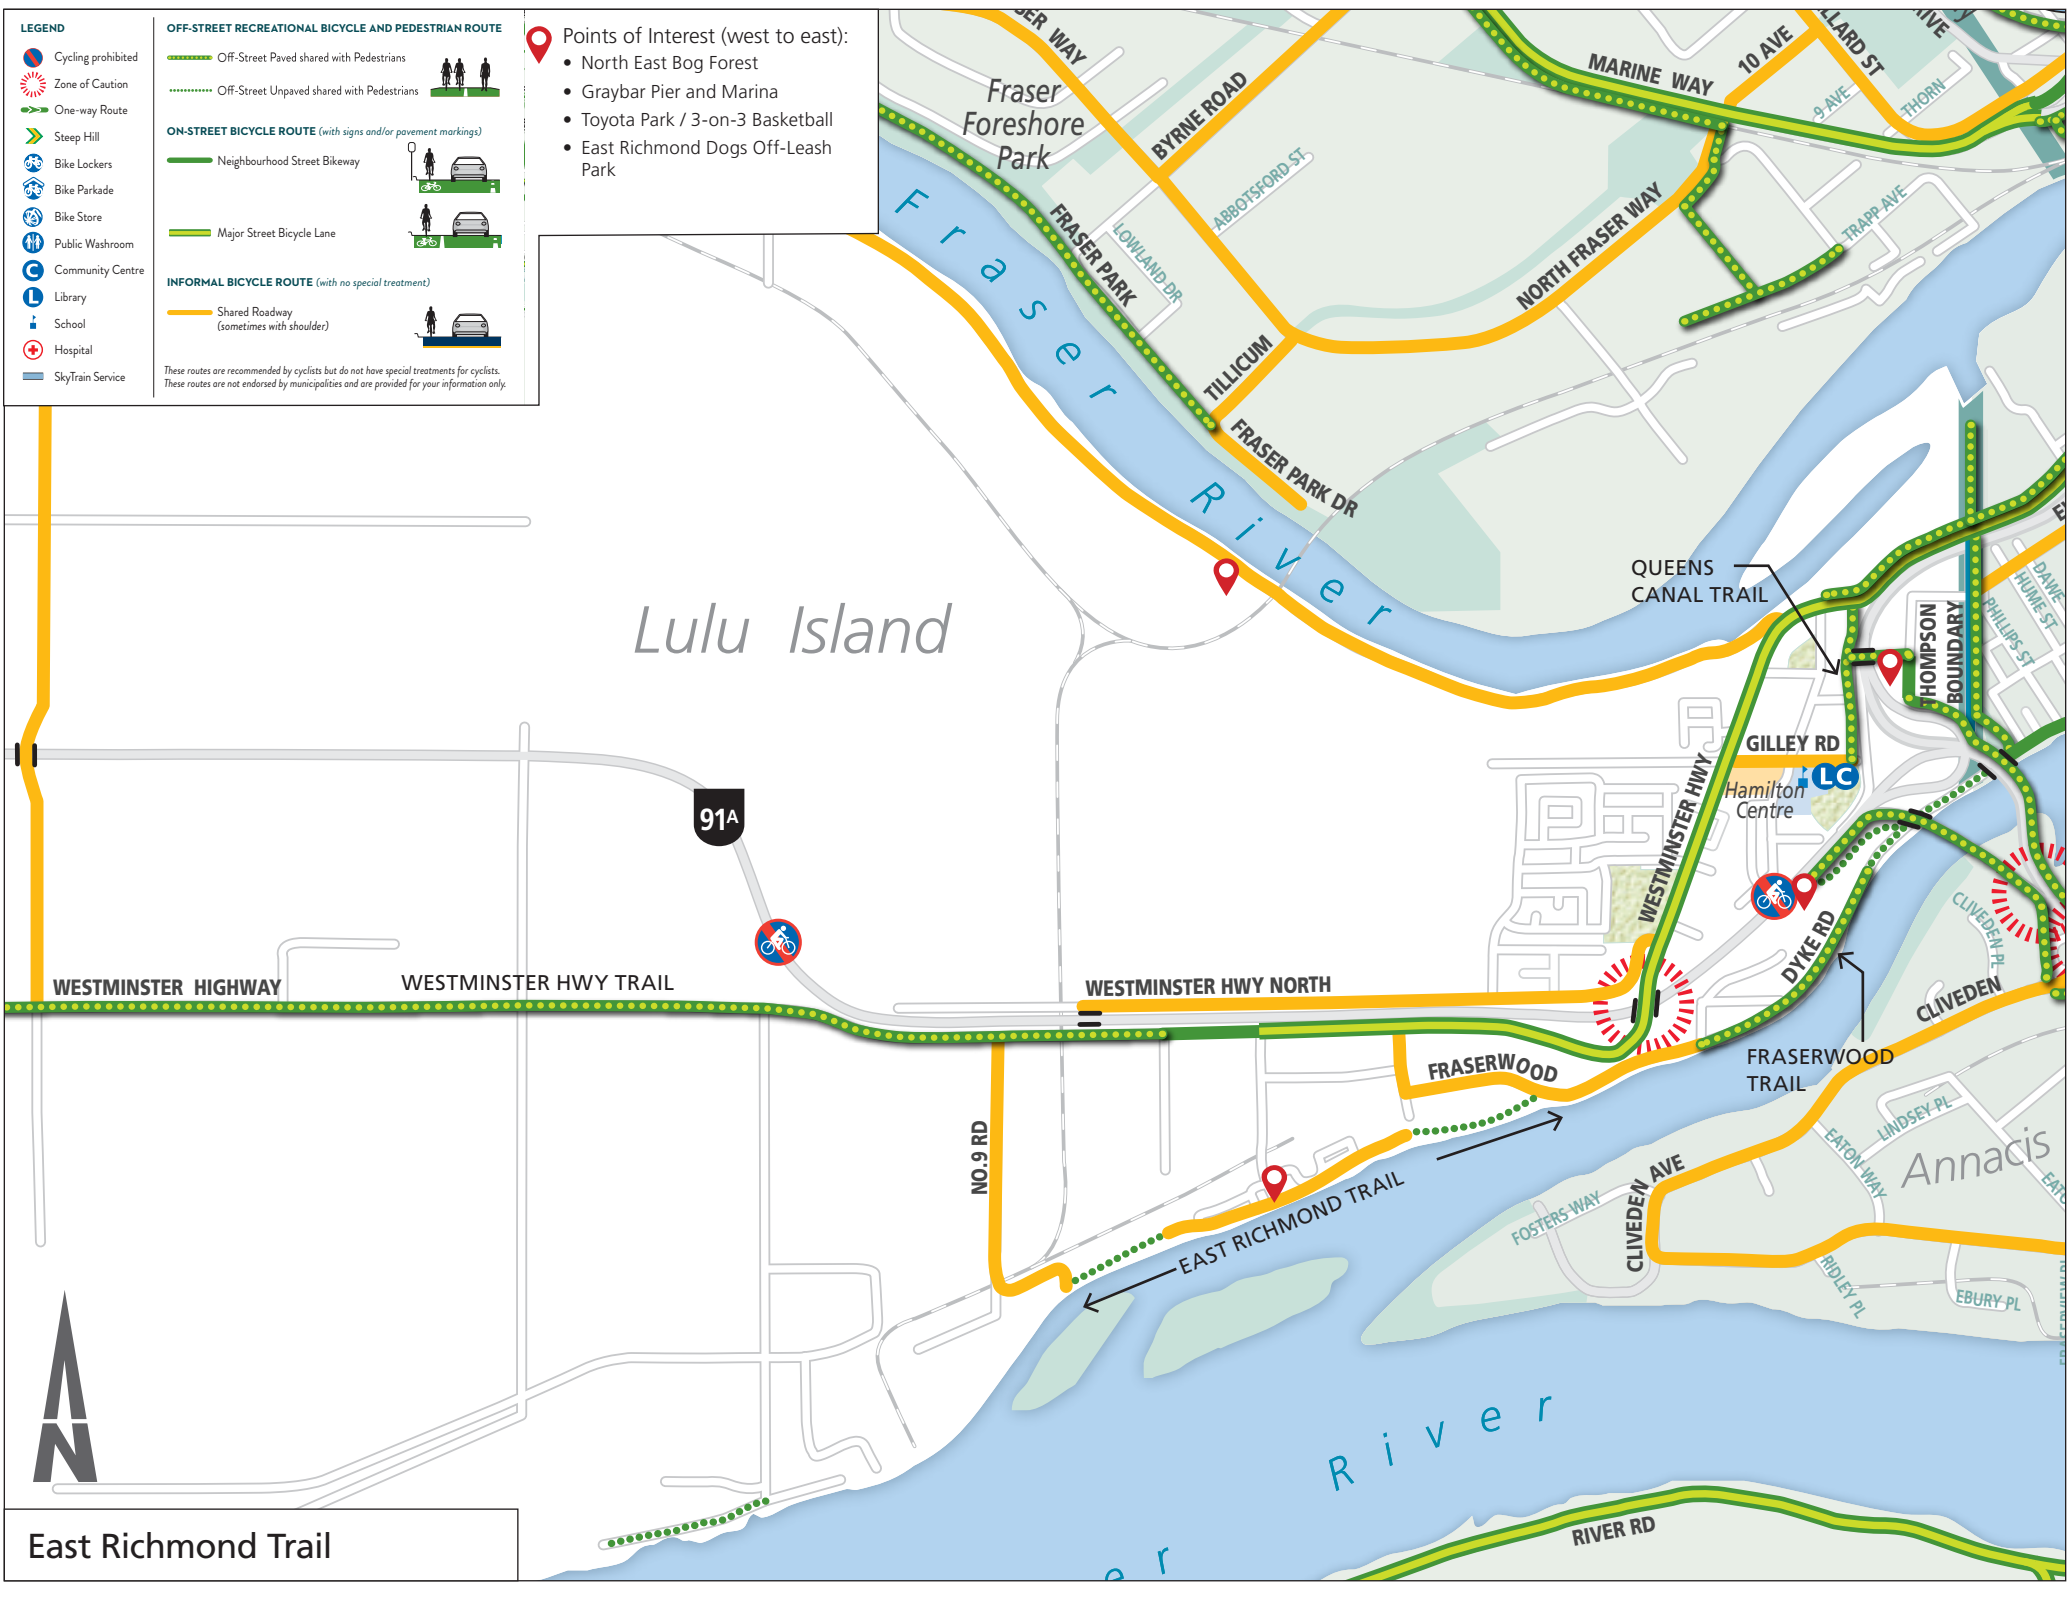 LEGEND
Cycling prohibited
Zone of Caution
One-way Route
Steep Hill
Bike Lockers
Bike Parkade
Bike Store
Public Washroom
C
Community Centre
L
Library
School
Hospital
SkyTrain Service
OFF-STREET RECREATIONAL BICYCLE AND PEDESTRIAN ROUTE
Off-Street Paved shared with Pedestrians
Off-Street Unpaved shared with Pedestrians
ON-STREET BICYCLE ROUTE (with signs and/or pavement markings)
Neighbourhood Street Bikeway
Major Street Bicycle Lane
INFORMAL BICYCLE ROUTE (with no special treatment)
Shared Roadway
(sometimes with shoulder)
These routes are recommended by cyclists but do not have special treatments for cyclists.
These routes are not endorsed by municipalities and are provided for your information only.
Points of Interest (west to east):
• North East Bog Forest
• Graybar Pier and Marina
• Toyota Park / 3-on-3 Basketball
• East Richmond Dogs Off-Leash
Park
SER WAY
Fraser
Foreshore
Park
BYRNE ROAD
ABBOTSFORD ST
LOWLAND DR
FRASER PARK
MARINE WAY
10 AVE
LLARD ST
9 AVE
THORN
TRAPP AVE
NORTH FRASER WAY
TILLICUM
FRASER PARK DR
Fraser
River
Lulu Island
QUEENS
CANAL TRAIL
THOMPSON
BOUNDARY
DAWE
HUME ST
PHILLIPS ST
GILLEY RD
LC
Hamilton
Centre
WESTMINSTER HWY
91A
WESTMINSTER HIGHWAY
WESTMINSTER HWY TRAIL
WESTMINSTER HWY NORTH
DYKE RD
CLIVEDEN PL
CLIVEDEN
FRASERWOOD
FRASERWOOD
TRAIL
NO.9 RD
EAST RICHMOND TRAIL
LINDSEY PL
EATON WAY
Annacis
CLIVEDEN AVE
FOSTERS WAY
RIDLEY PL
EBURY PL
River
er
RIVER RD
N
East Richmond Trail